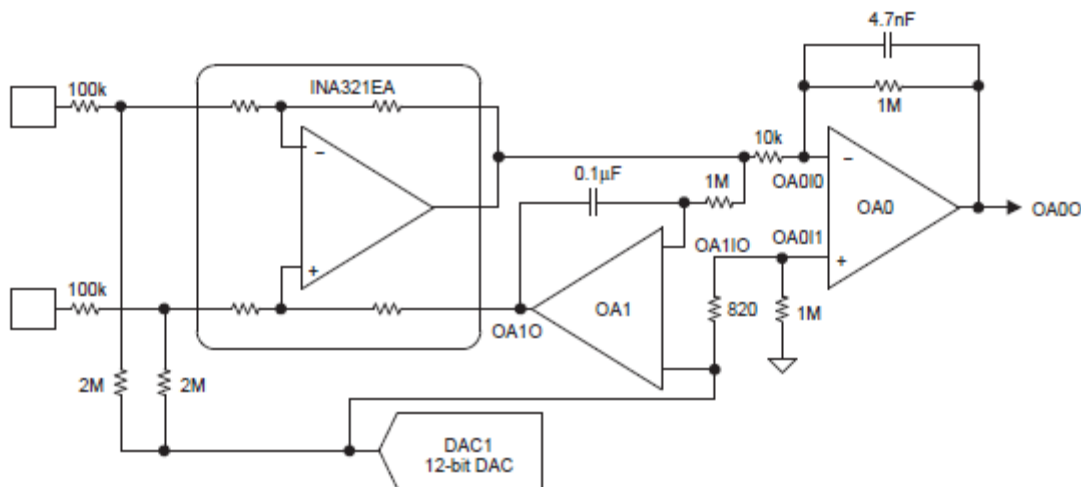 4.7nF
100k
INA321EA
1M
10k
−
0.1µF
1M
−
OA0I0
OA0
OA0O
OA1IO
OA0I1
+
100k
+
OA1
820
1M
OA1O
2M
2M
DAC1
12-bit DAC